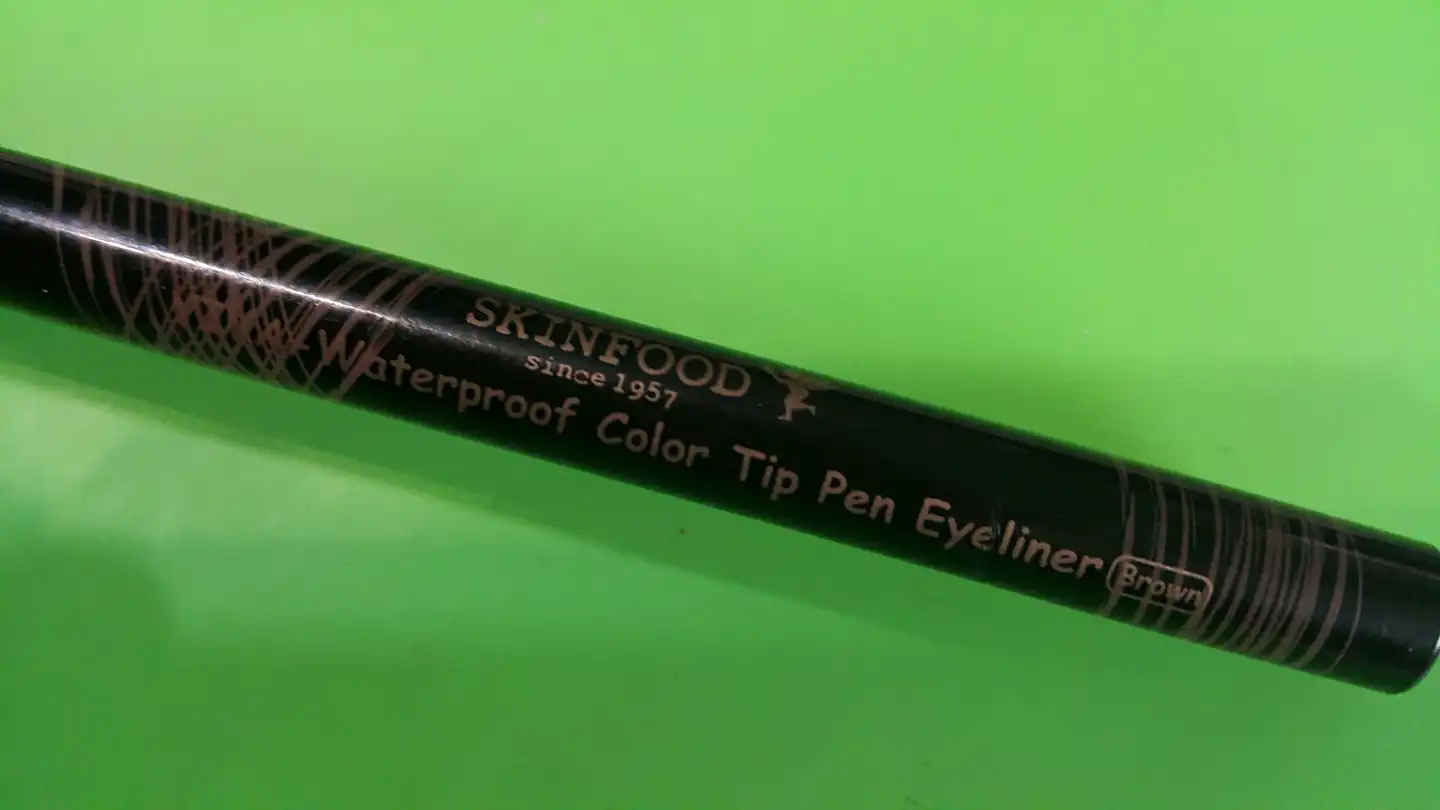 SKINFOOD
since 1957
Waterproof Color Tip Pen Eyeliner Brown